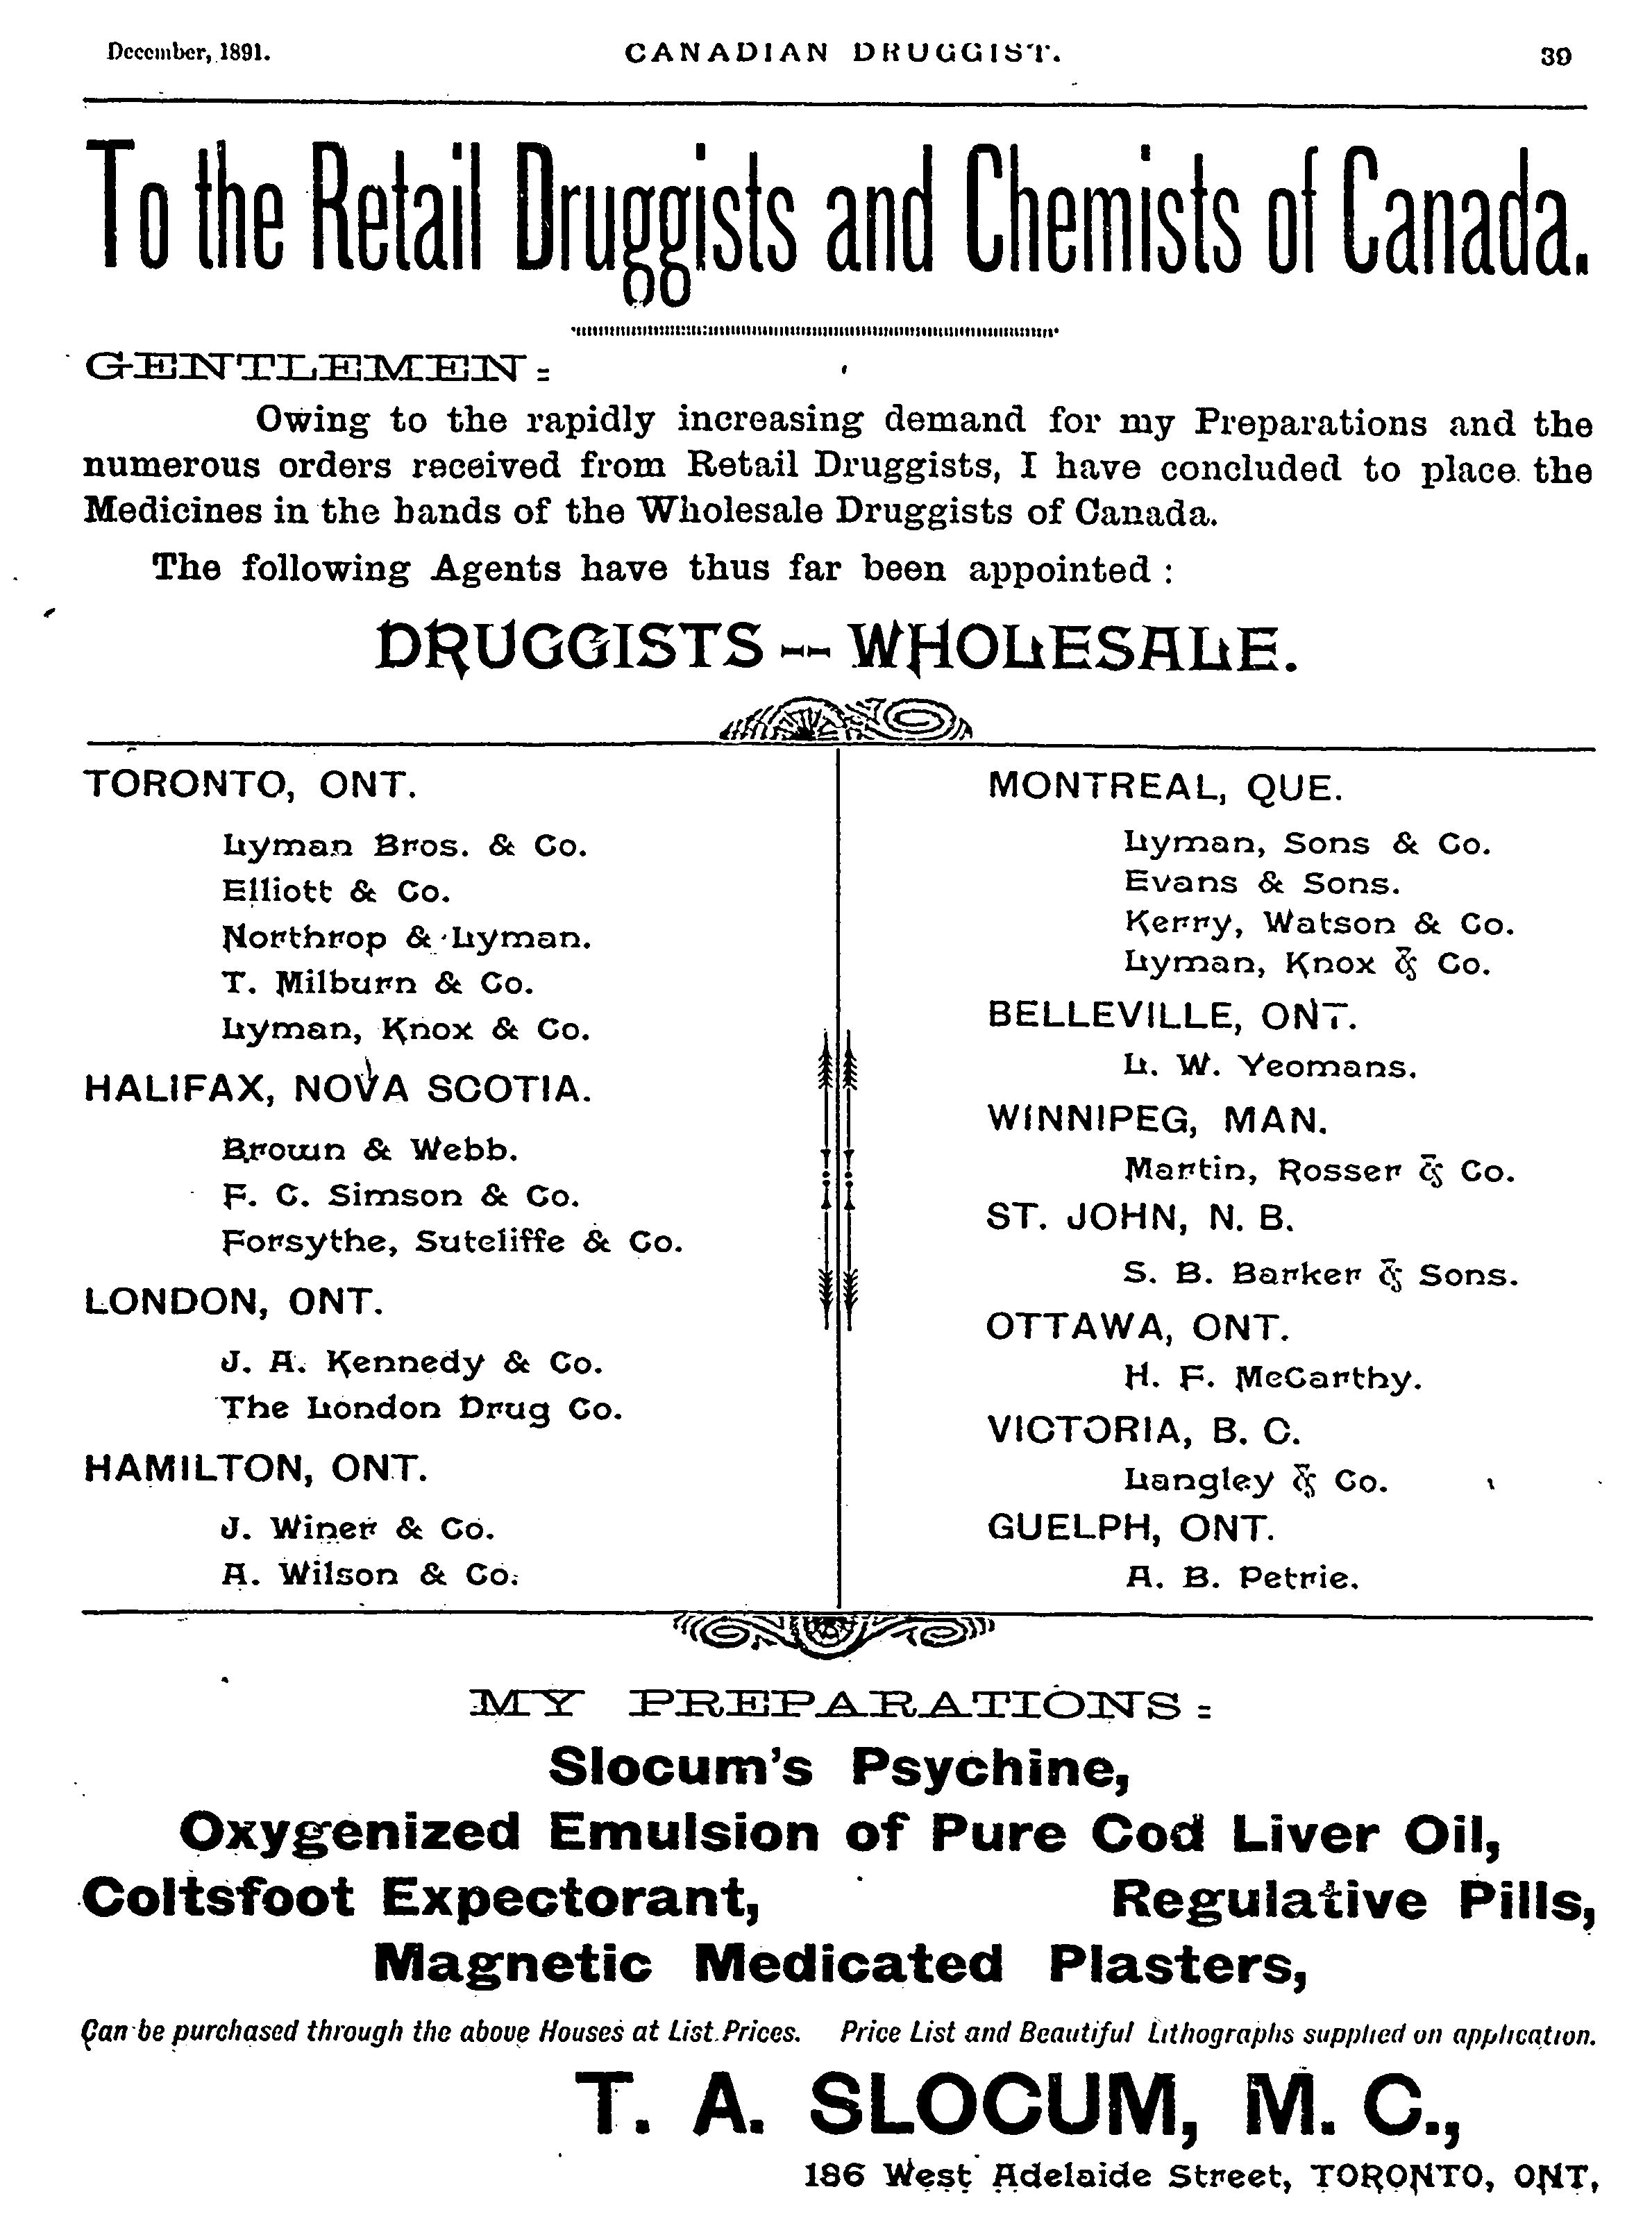 December, 1891.
CANADIAN DRUGGIST.
39
To the Retail Druggists and Chemists of Canada.
GENTLEMEN:
Owing to the rapidly increasing demand for my Preparations and the
numerous orders received from Retail Druggists, I have concluded to place the
Medicines in the hands of the Wholesale Druggists of Canada.
The following Agents have thus far been appointed :
DRUGGISTS -- WHOLESALE.
TORONTO, ONT.
Lyman Bros. & Co.
Elliott & Co.
Northrop & Lyman.
T. Milburn & Co.
Lyman, Knox & Co.
HALIFAX, NOVA SCOTIA.
Brown & Webb.
F. C. Simson & Co.
Forsythe, Sutcliffe & Co.
LONDON, ONT.
J. A. Kennedy & Co.
The London Drug Co.
HAMILTON, ONT.
J. Winer & Co.
A. Wilson & Co.
MONTREAL, QUE.
Lyman, Sons & Co.
Evans & Sons.
Kerry, Watson & Co.
Lyman, Knox & Co.
BELLEVILLE, ONT.
L. W. Yeomans.
WINNIPEG, MAN.
Martin, Rosser & Co.
ST. JOHN, N. B.
S. B. Barker & Sons.
OTTAWA, ONT.
H. F. McCarthy.
VICTORIA, B. C.
Langley & Co.
GUELPH, ONT.
A. B. Petrie.
MY PREPARATIONS:
Slocum's Psychine,
Oxygenized Emulsion of Pure Cod Liver Oil,
Coltsfoot Expectorant, Regulative Pills,
Magnetic Medicated Plasters,
Can be purchased through the above Houses at List Prices. Price List and Beautiful Lithographs supplied on application.
T. A. SLOCUM, M. C.,
186 West Adelaide Street, TORONTO, ONT.